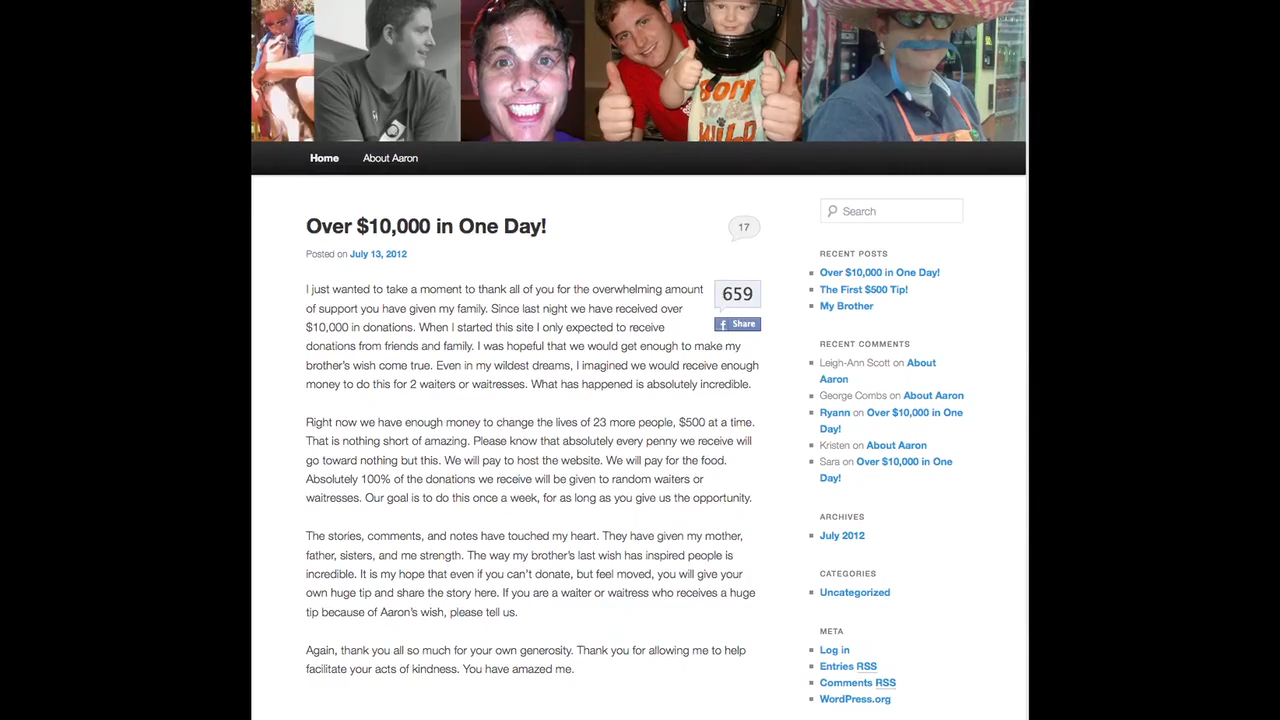 BORN
WILD
Home
About Aaron
Over $10,000 in One Day!
17
Posted on July 13, 2012
659
Share
I just wanted to take a moment to thank all of you for the overwhelming amount
of support you have given my family. Since last night we have received over
$10,000 in donations. When I started this site I only expected to receive
donations from friends and family. I was hopeful that we would get enough to make my
brother's wish come true. Even in my wildest dreams, I imagined we would receive enough
money to do this for 2 waiters or waitresses. What has happened is absolutely incredible.
Right now we have enough money to change the lives of 23 more people, $500 at a time.
That is nothing short of amazing. Please know that absolutely every penny we receive will
go toward nothing but this. We will pay to host the website. We will pay for the food.
Absolutely 100% of the donations we receive will be given to random waiters or
waitresses. Our goal is to do this once a week, for as long as you give us the opportunity.
The stories, comments, and notes have touched my heart. They have given my mother,
father, sisters, and me strength. The way my brother's last wish has inspired people is
incredible. It is my hope that even if you can't donate, but feel moved, you will give your
own huge tip and share the story here. If you are a waiter or waitress who receives a huge
tip because of Aaron's wish, please tell us.
Again, thank you all so much for your own generosity. Thank you for allowing me to help
facilitate your acts of kindness. You have amazed me.
Search
RECENT POSTS
Over $10,000 in One Day!
The First $500 Tip!
My Brother
RECENT COMMENTS
Leigh-Ann Scott on About
Aaron
George Combs on About Aaron
Ryann on Over $10,000 in One
Day!
Kristen on About Aaron
Sara on Over $10,000 in One
Day!
ARCHIVES
July 2012
CATEGORIES
Uncategorized
META
Log in
Entries RSS
Comments RSS
WordPress.org